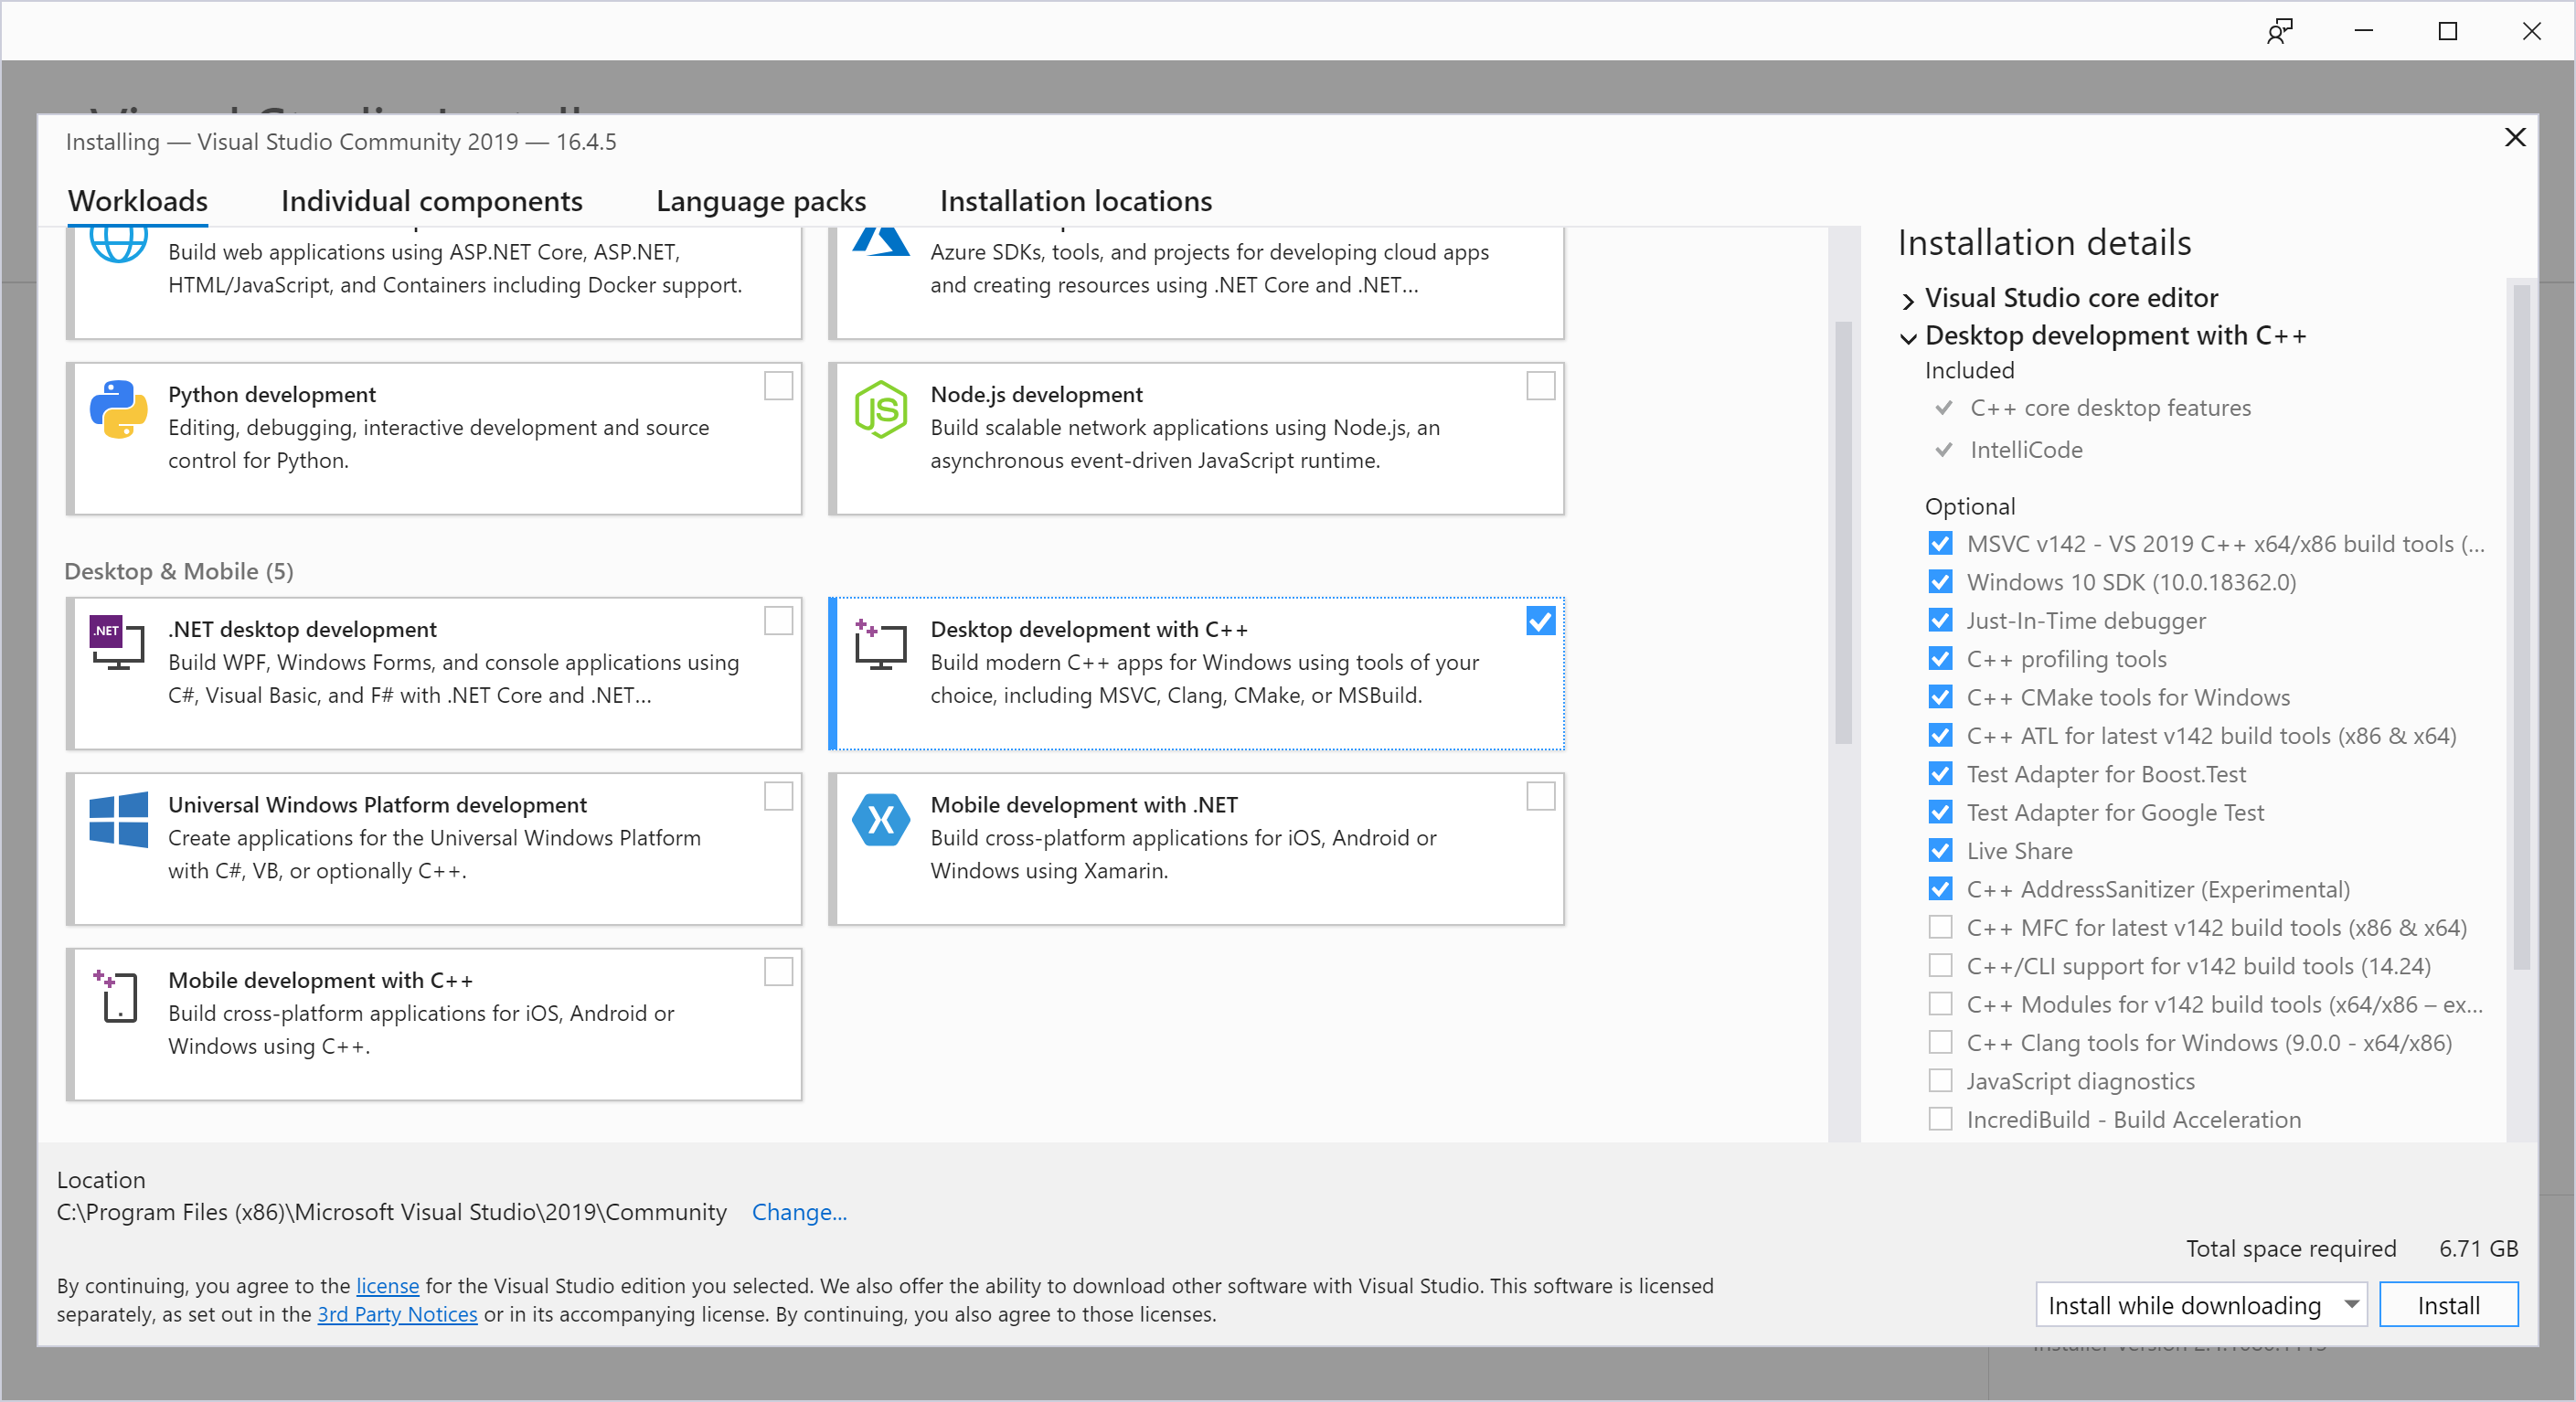 Installing — Visual Studio Community 2019 — 16.4.5
Workloads
Individual components
Language packs
Installation locations
Build web applications using ASP.NET Core, ASP.NET,
HTML/JavaScript, and Containers including Docker support.
Azure SDKs, tools, and projects for developing cloud apps
and creating resources using .NET Core and .NET...
Python development
Editing, debugging, interactive development and source
control for Python.
JS
Node.js development
Build scalable network applications using Node.js, an
asynchronous event-driven JavaScript runtime.
Desktop & Mobile (5)
.NET
.NET desktop development
Build WPF, Windows Forms, and console applications using
C#, Visual Basic, and F# with .NET Core and .NET...
Desktop development with C++
Build modern C++ apps for Windows using tools of your
choice, including MSVC, Clang, CMake, or MSBuild.
Universal Windows Platform development
Create applications for the Universal Windows Platform
with C#, VB, or optionally C++.
Mobile development with .NET
Build cross-platform applications for iOS, Android or
Windows using Xamarin.
Mobile development with C++
Build cross-platform applications for iOS, Android or
Windows using C++.
Installation details
Visual Studio core editor
Desktop development with C++
Included
C++ core desktop features
IntelliCode
Optional
MSVC v142 - VS 2019 C++ x64/x86 build tools (...
Windows 10 SDK (10.0.18362.0)
Just-In-Time debugger
C++ profiling tools
C++ CMake tools for Windows
C++ ATL for latest v142 build tools (x86 & x64)
Test Adapter for Boost.Test
Test Adapter for Google Test
Live Share
C++ AddressSanitizer (Experimental)
C++ MFC for latest v142 build tools (x86 & x64)
C++/CLI support for v142 build tools (14.24)
C++ Modules for v142 build tools (x64/x86 – ex...
C++ Clang tools for Windows (9.0.0 - x64/x86)
JavaScript diagnostics
IncrediBuild - Build Acceleration
Location
C:\Program Files (x86)\Microsoft Visual Studio\2019\Community Change...
By continuing, you agree to the license for the Visual Studio edition you selected. We also offer the ability to download other software with Visual Studio. This software is licensed
separately, as set out in the 3rd Party Notices or in its accompanying license. By continuing, you also agree to those licenses.
Total space required 6.71 GB
Install while downloading
Install